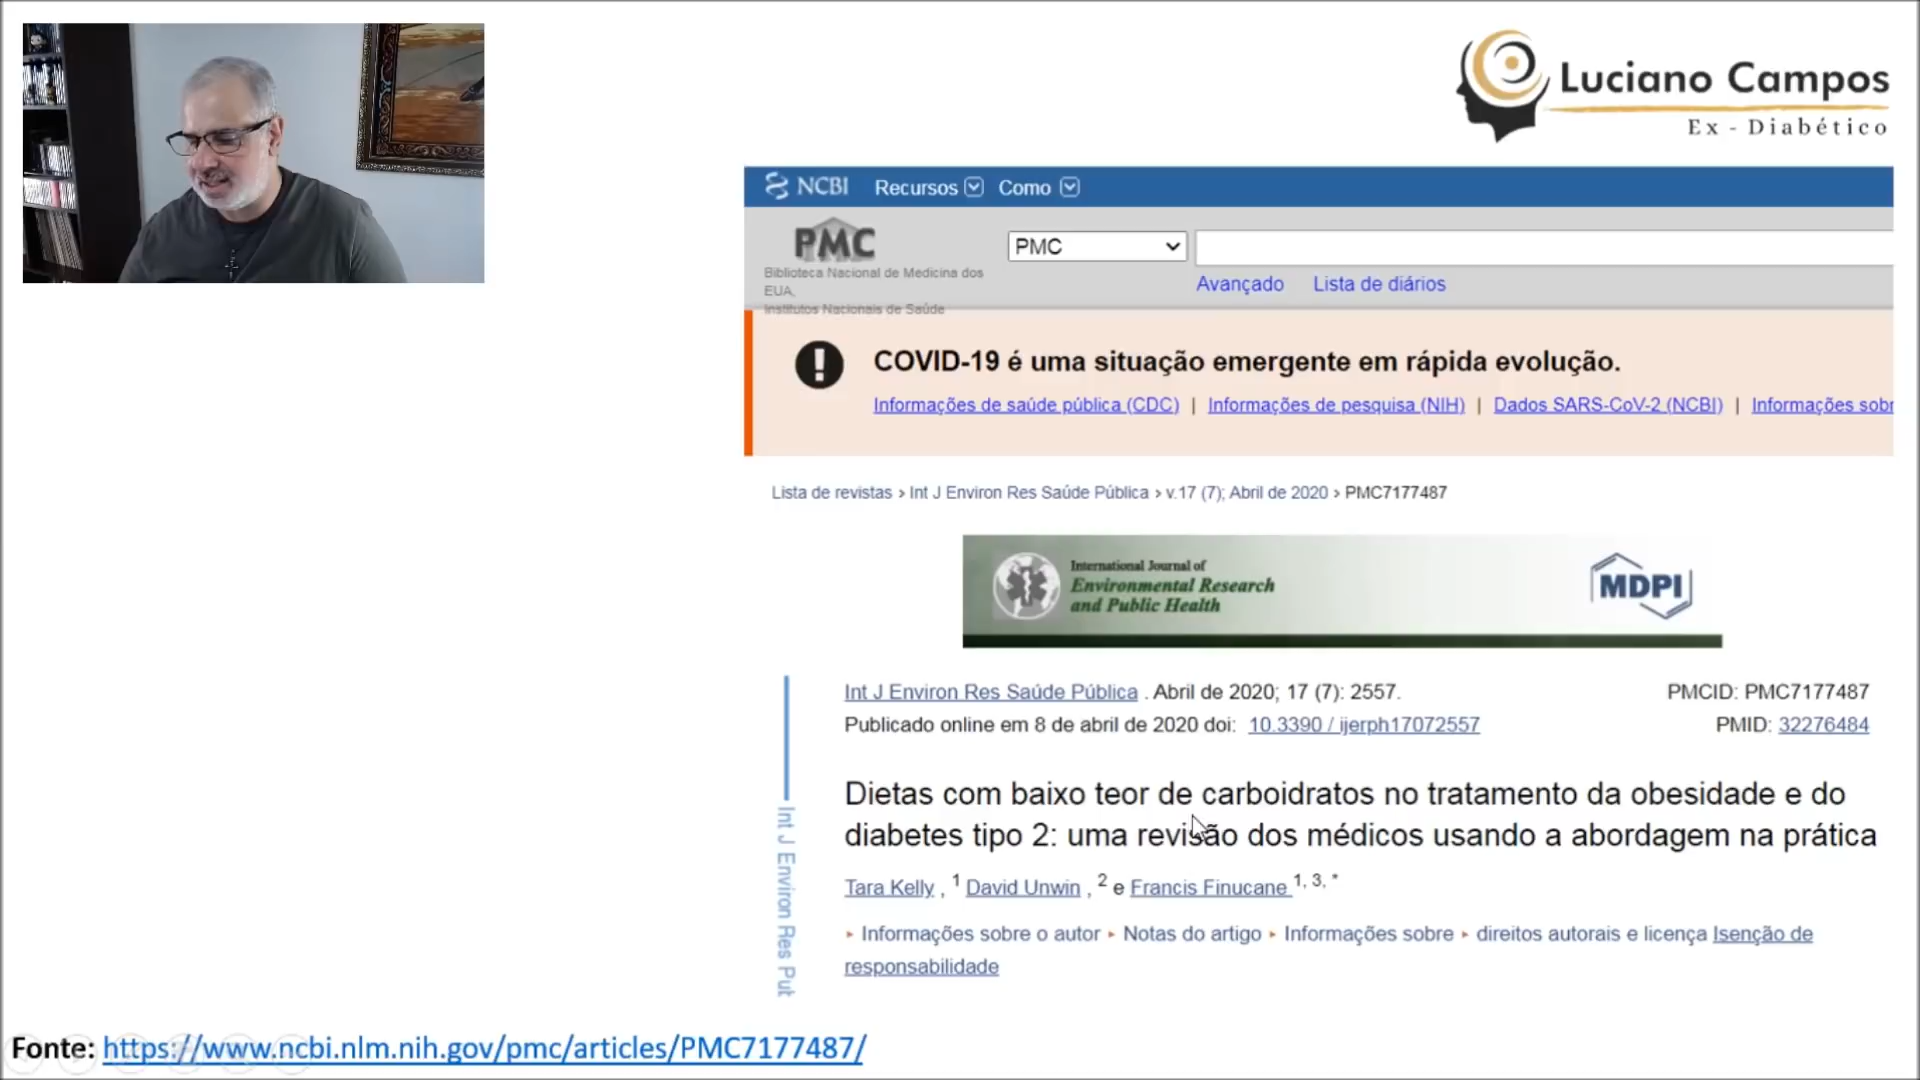 Luciano Campos
Ex - Diabético
NCBI Recursos Como
PMC
Biblioteca Nacional de Medicina dos
EUA,
Institutos Nacionais de Saúde
PMC
Avançado Lista de diários
COVID-19 é uma situação emergente em rápida evolução.
Informações de saúde pública (CDC) | Informações de pesquisa (NIH) | Dados SARS-CoV-2 (NCBI) | Informações sobr
Lista de revistas › Int J Environ Res Saúde Pública › v.17 (7); Abril de 2020 › PMC7177487
International Journal of
Environmental Research
and Public Health
MDPI
Int J Environ Res Saúde Pública . Abril de 2020; 17 (7): 2557. PMCID: PMC7177487
Publicado online em 8 de abril de 2020 doi: 10.3390 / ijerph17072557 PMID: 32276484
Dietas com baixo teor de carboidratos no tratamento da obesidade e do
diabetes tipo 2: uma revisão dos médicos usando a abordagem na prática
Tara Kelly , 1 David Unwin , 2 e Francis Finucane 1, 3, *
▸ Informações sobre o autor ▸ Notas do artigo ▸ Informações sobre ▸ direitos autorais e licença Isenção de
responsabilidade
Int J Environ Res Put
Fonte: https://www.ncbi.nlm.nih.gov/pmc/articles/PMC7177487/